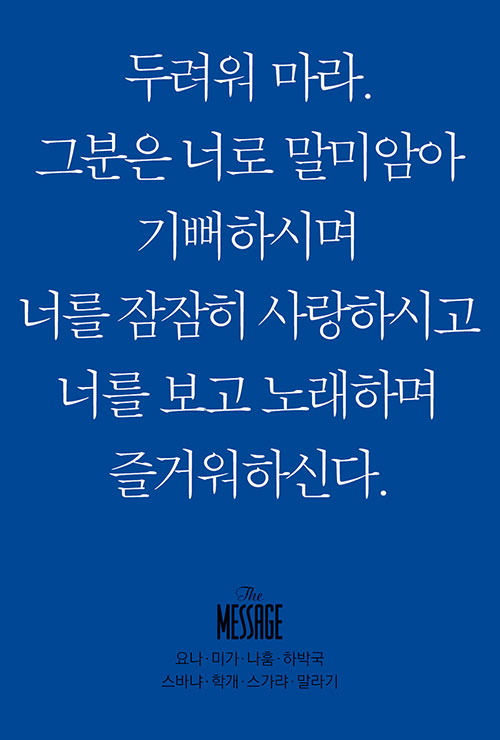 두려워 마라.
그분은 너로 말미암아
기뻐하시며
너를 잠잠히 사랑하시고
너를 보고 노래하며
즐거워하신다.
The
MESSAGE
요나·미가·나훔·하박국
스바냐·학개·스가랴·말라기